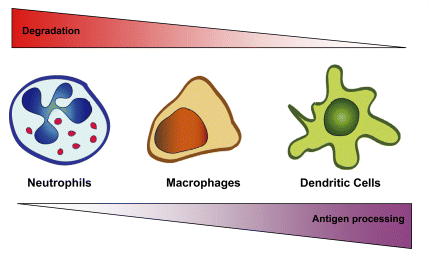 Degradation
Neutrophils
Macrophages
Dendritic Cells
Antigen processing